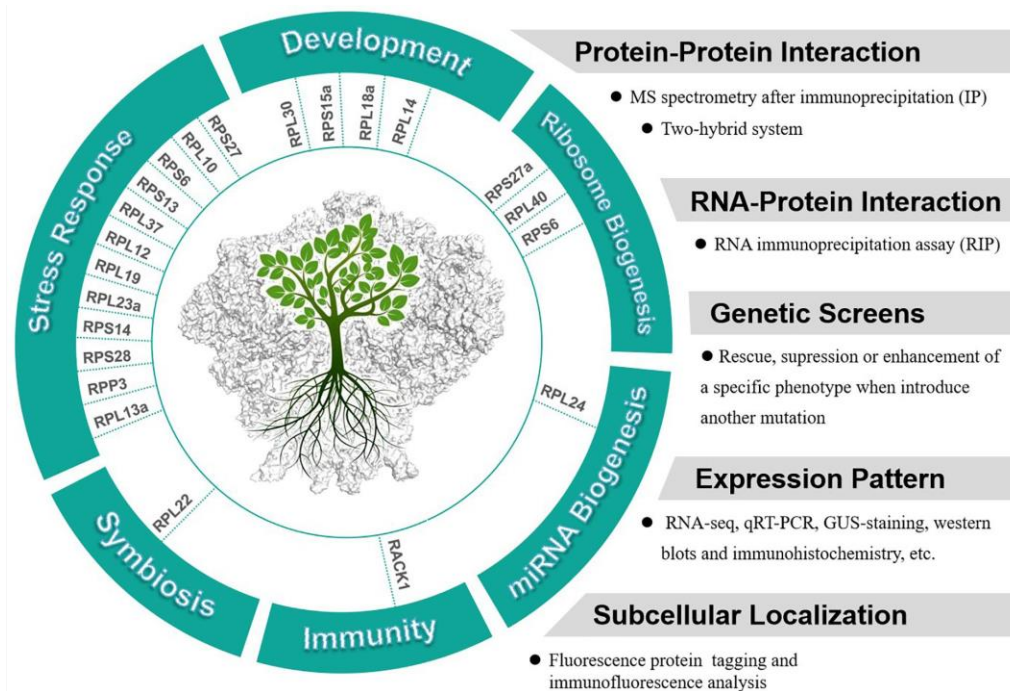 Development
Ribosome Biogenesis
miRNA Biogenesis
Immunity
Symbiosis
Stress Response
RPL30
RPS15a
RPL18a
RPL14
RPS27a
RPL40
RPS6
RPL24
RACK1
RPL22
RPL13a
RPP3
RPS28
RPS14
RPL23a
RPL19
RPL12
RPL37
RPS13
RPS6
RPL10
RPS27
Protein-Protein Interaction
● MS spectrometry after immunoprecipitation (IP)
● Two-hybrid system
RNA-Protein Interaction
● RNA immunoprecipitation assay (RIP)
Genetic Screens
● Rescue, supression or enhancement of
a specific phenotype when introduce
another mutation
Expression Pattern
● RNA-seq, qRT-PCR, GUS-staining, western
blots and immunohistochemistry, etc.
Subcellular Localization
● Fluorescence protein tagging and
immunofluorescence analysis